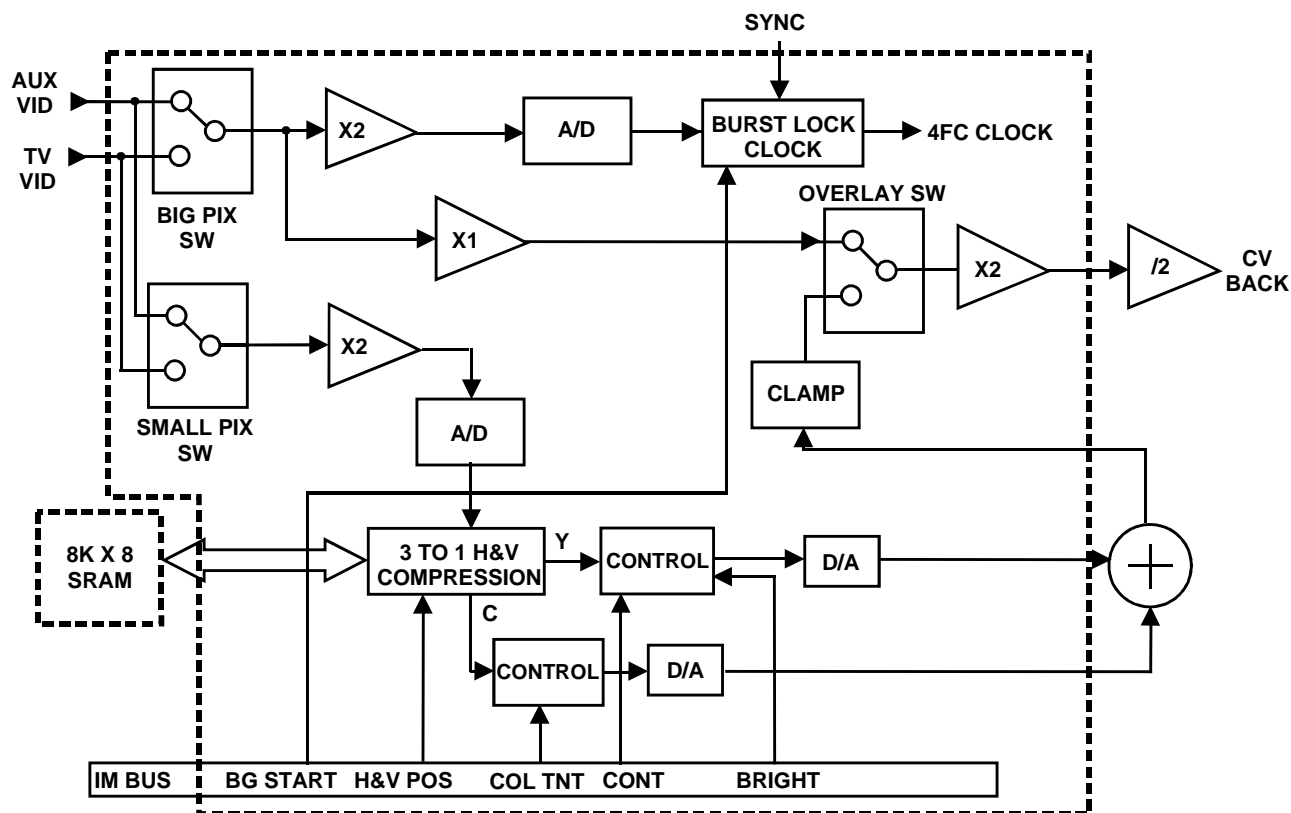 SYNC
AUX
VID
TV
VID
BIG PIX
SW
X2
A/D
BURST LOCK
CLOCK
4FC CLOCK
X1
OVERLAY SW
X2
/2
CV
BACK
SMALL PIX
SW
X2
A/D
CLAMP
8K X 8
SRAM
3 TO 1 H&V
COMPRESSION
Y
C
CONTROL
D/A
CONTROL
D/A
IM BUS
BG START
H&V POS
COL TNT
CONT
BRIGHT